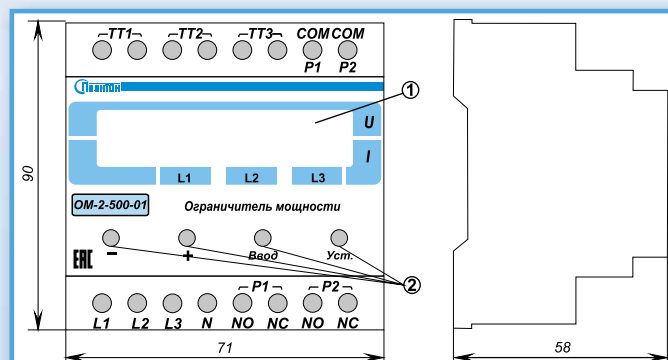 TT1 TT2 TT3 COM COM
P1 P2
Плантон
①
U
I
L1 L2 L3
90
ОМ-2-500-01 Ограничитель мощности
EAC − + Ввод Уст.
②
P1 P2
L1 L2 L3 N NO NC NO NC
71 58